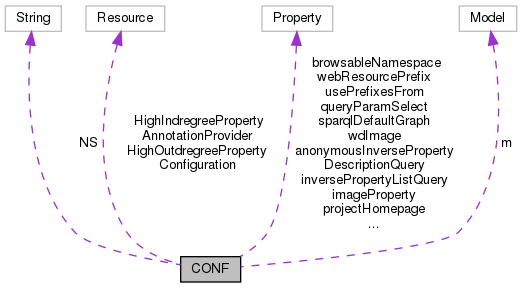 String
Resource
Property
Model
browsableNamespace
webResourcePrefix
usePrefixesFrom
queryParamSelect
sparqlDefaultGraph
wdImage
anonymousInverseProperty
DescriptionQuery
inversePropertyListQuery
imageProperty
projectHomepage
...
HighIndregreeProperty
AnnotationProvider
HighOutdregreeProperty
Configuration
NS
m
CONF